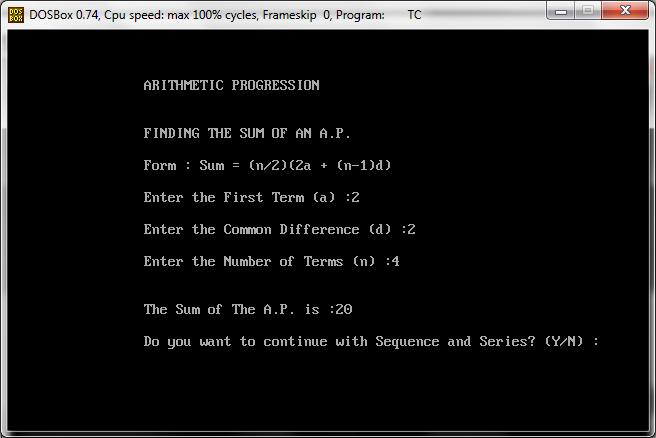 DOS BOX DOSBox 0.74, Cpu speed: max 100% cycles, Frameskip 0, Program: TC
ARITHMETIC PROGRESSION
FINDING THE SUM OF AN A.P.
Form : Sum = (n/2)(2a + (n-1)d)
Enter the First Term (a) :2
Enter the Common Difference (d) :2
Enter the Number of Terms (n) :4
The Sum of The A.P. is :20
Do you want to continue with Sequence and Series? (Y/N) :